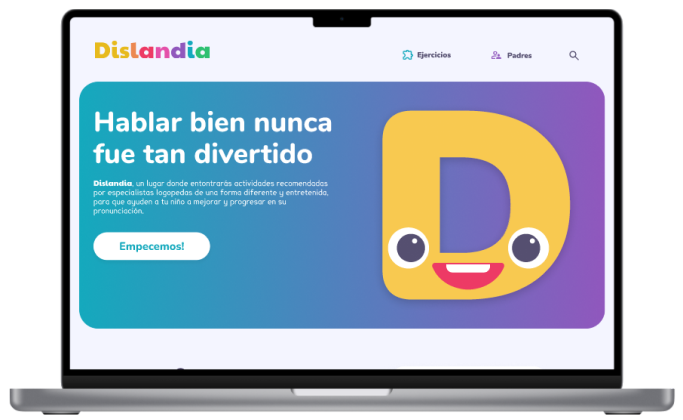 Dislandia
Ejercicios
Padres
Hablar bien nunca
fue tan divertido
Dislandia, un lugar donde entontrarás actividades recomendadas
por especialistas logopedas de una forma diferente y entretenida,
para que ayuden a tu niño a mejorar y progresar en su
pronunciación.
Empecemos!
D